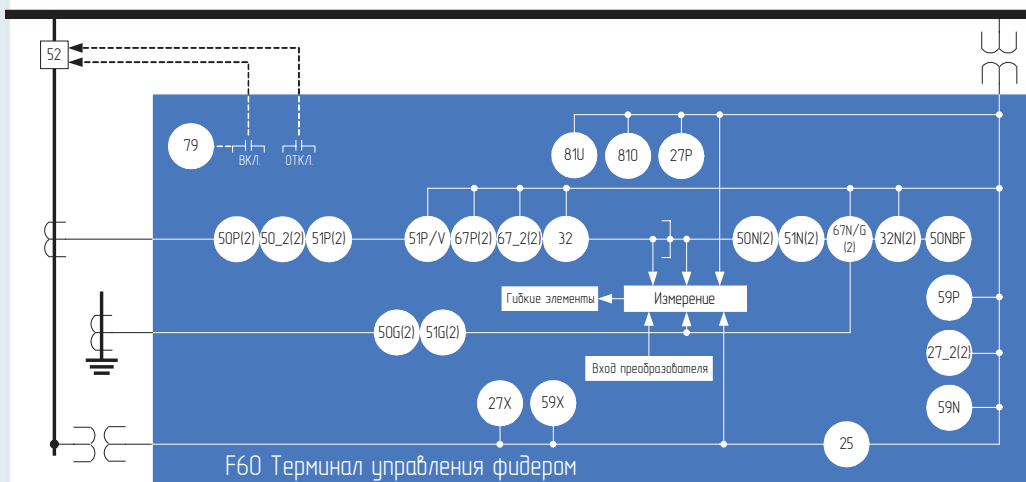 52
79
ВКЛ.
ОТКЛ.
81U
81O
27P
50P(2)
50_2(2)
51P(2)
51P/V
67P(2)
67_2(2)
32
50N(2)
51N(2)
67N/G
(2)
32N(2)
50NBF
Гибкие элементы
Измерение
59P
50G(2)
51G(2)
27_2(2)
Вход преобразователя
27X
59X
59N
25
F60 Терминал управления фидером